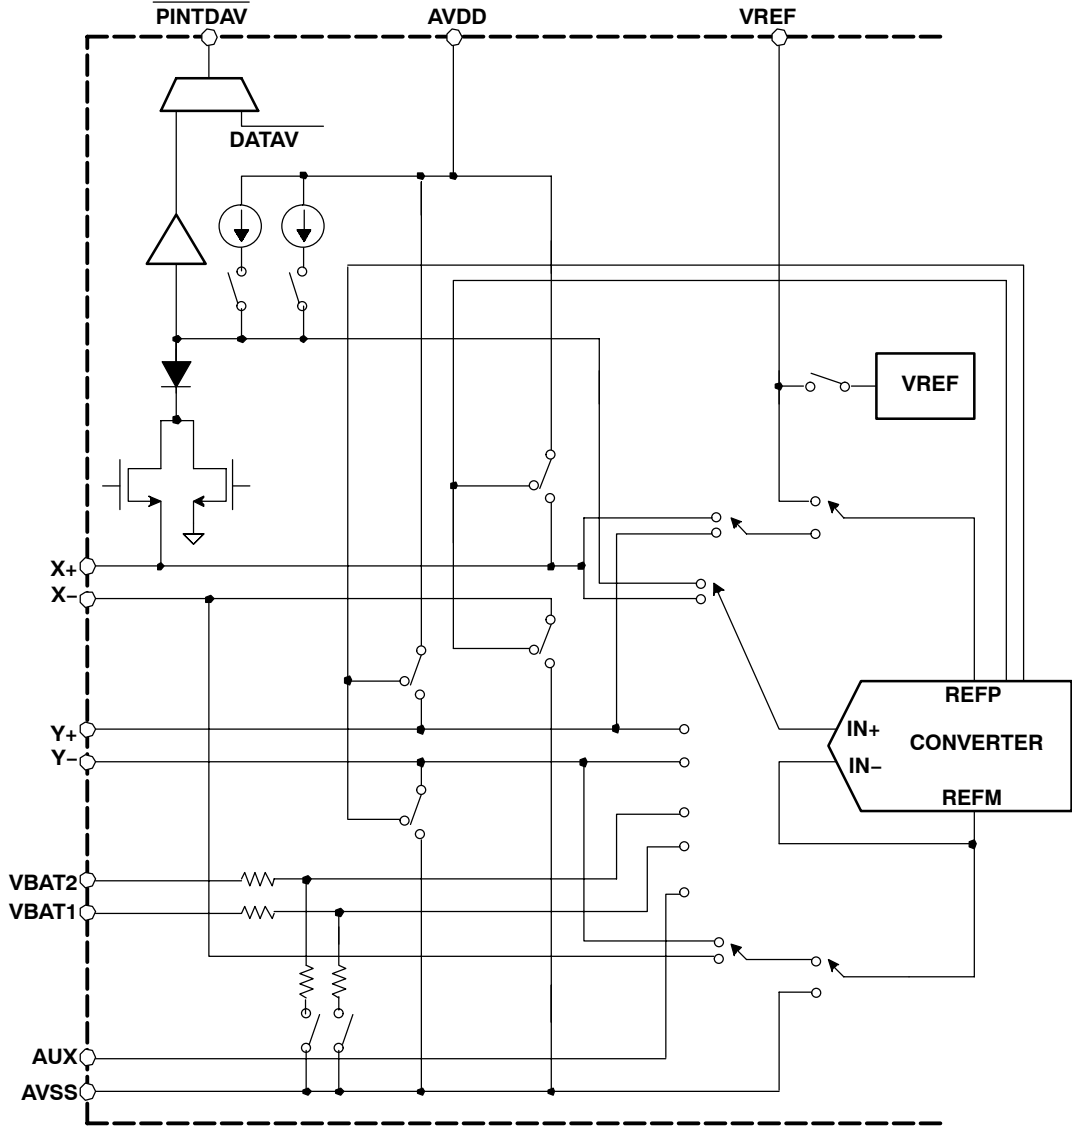 PINTDAV
AVDD
VREF
DATAV
VREF
X+
X−
REFP
Y+
IN+
CONVERTER
Y−
IN−
REFM
VBAT2
VBAT1
AUX
AVSS